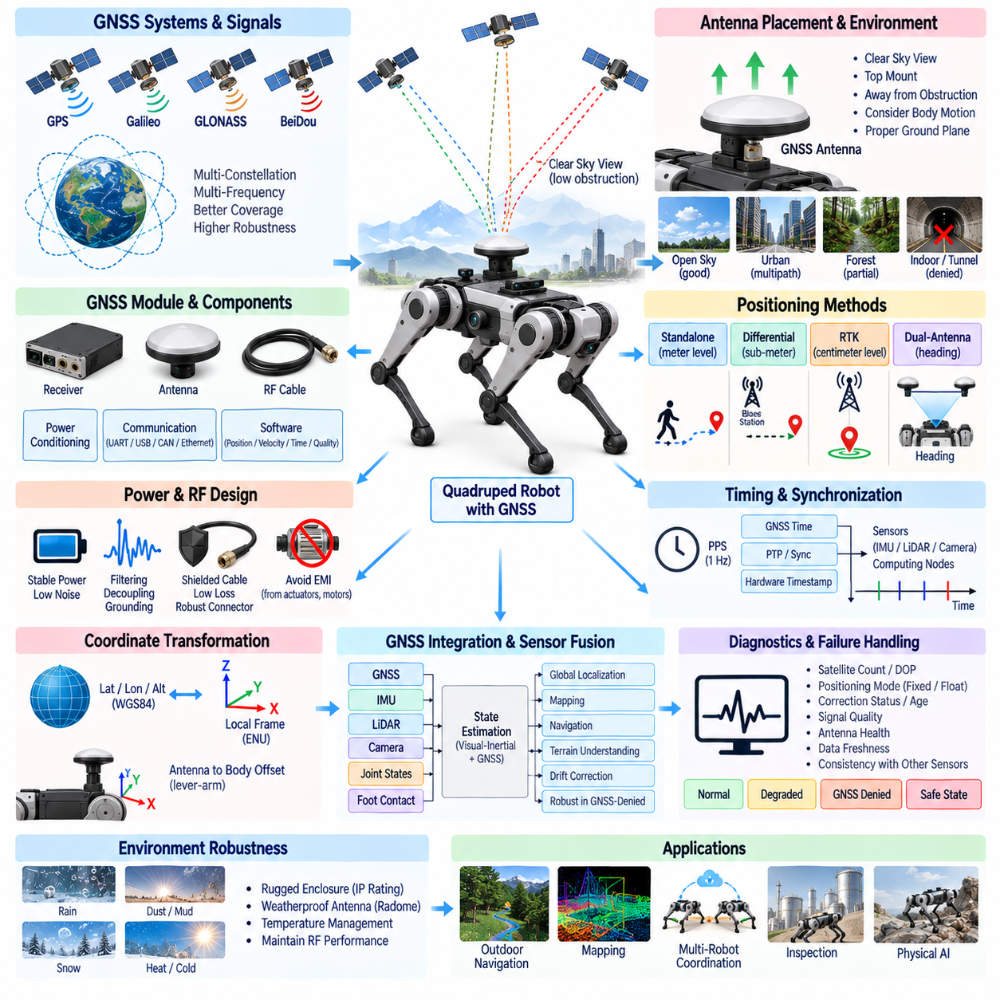 GNSS Systems & Signals
GPS
Galileo
GLONASS
BeiDou
Multi-Constellation
Multi-Frequency
Better Coverage
Higher Robustness
Clear Sky View
(low obstruction)
Antenna Placement & Environment
• Clear Sky View
• Top Mount
• Away from Obstruction
• Consider Body Motion
• Proper Ground Plane
GNSS Antenna
Open Sky
(good)
Urban
(multipath)
Forest
(partial)
Indoor / Tunnel
(denied)
GNSS Module & Components
Receiver
Antenna
RF Cable
Power
Conditioning
Communication
(UART / USB / CAN / Ethernet)
Software
(Position / Velocity / Time / Quality)
Positioning Methods
Standalone
(meter level)
Differential
(sub-meter)
RTK
(centimeter level)
Dual-Antenna
(heading)
Station
Heading
Power & RF Design
Stable Power
Low Noise
Filtering
Decoupling
Grounding
Shielded Cable
Low Loss
Robust Connector
Avoid EMI
(from actuators, motors)
Quadruped Robot
with GNSS
Timing & Synchronization
PPS
(1 Hz)
GNSS Time
PTP / Sync
Hardware Timestamp
Sensors
(IMU / LiDAR / Camera)
Computing Nodes
Time
Coordinate Transformation
Lat / Lon / Alt
(WGS84)
Z
Y
X
Local Frame
(ENU)
Antenna to Body Offset
(lever-arm)
Y
Y
X
GNSS Integration & Sensor Fusion
GNSS
IMU
LiDAR
Camera
Joint States
Foot Contact
State
Estimation
(Visual-Inertial
+ GNSS)
Global Localization
Mapping
Navigation
Terrain Understanding
Drift Correction
Robust in GNSS-Denied
Diagnostics & Failure Handling
• Satellite Count / DOP
• Positioning Mode (Fixed / Float)
• Correction Status / Age
• Signal Quality
• Antenna Health
• Data Freshness
• Consistency with Other Sensors
Normal
Degraded
GNSS Denied
Safe State
Environment Robustness
Rain
Dust / Mud
Snow
Heat / Cold
• Rugged Enclosure (IP Rating)
• Weatherproof Antenna (Radome)
• Temperature Management
• Maintain RF Performance
Applications
Outdoor
Navigation
Mapping
Multi-Robot
Coordination
Inspection
Physical AI